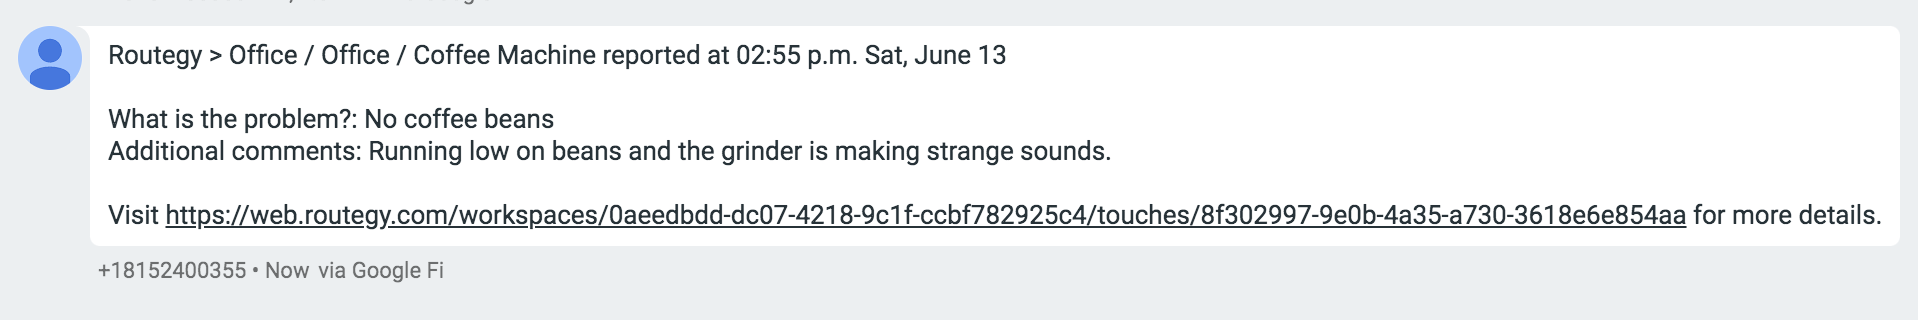 Routegy > Office / Office / Coffee Machine reported at 02:55 p.m. Sat, June 13
What is the problem?: No coffee beans
Additional comments: Running low on beans and the grinder is making strange sounds.
Visit https://web.routegy.com/workspaces/0aeedbdd-dc07-4218-9c1f-ccbf782925c4/touches/8f302997-9e0b-4a35-a730-3618e6e854aa for more details.
+18152400355 • Now via Google Fi